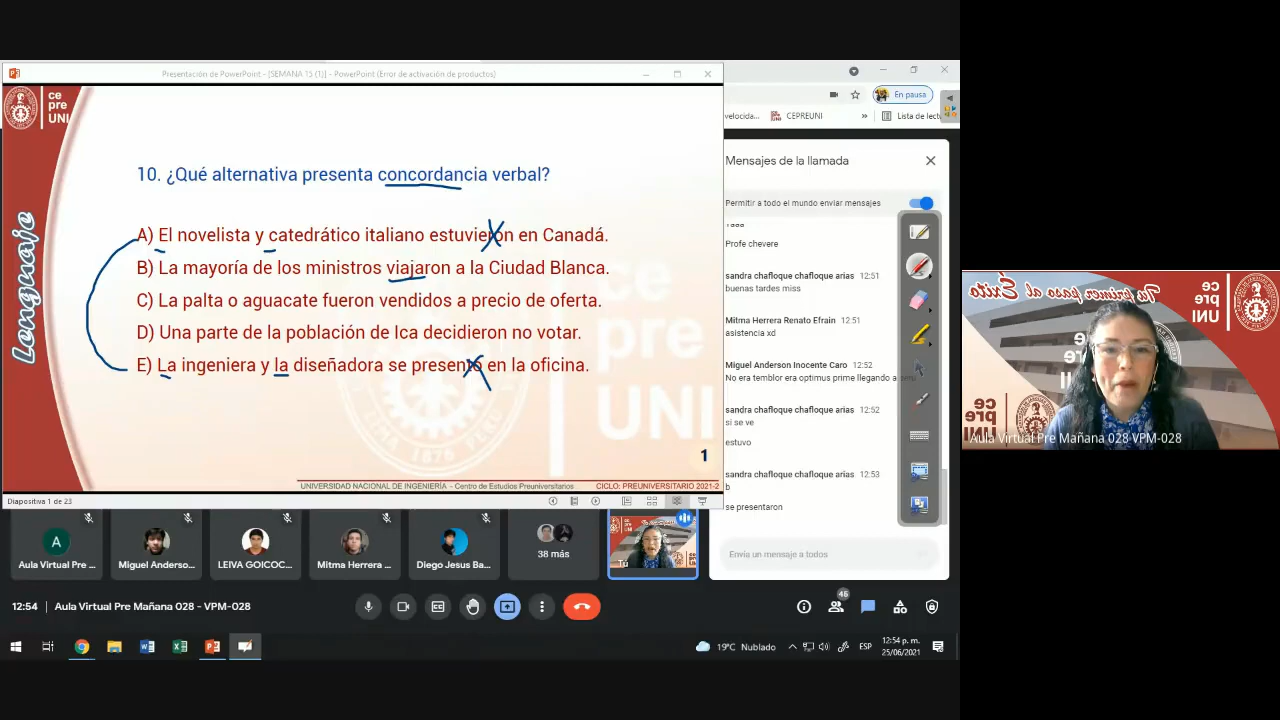 Presentación de PowerPoint - [SEMANA 15 (1)] - PowerPoint (Error de activación de productos)
ce
pre
UNI
Lenguaje
10. ¿Qué alternativa presenta concordancia verbal?
A) El novelista y catedrático italiano estuvieron en Canadá.
B) La mayoría de los ministros viajaron a la Ciudad Blanca.
C) La palta o aguacate fueron vendidos a precio de oferta.
D) Una parte de la población de Ica decidieron no votar.
E) La ingeniera y la diseñadora se presentó en la oficina.
ce
pre
UNI
1876
1
UNIVERSIDAD NACIONAL DE INGENIERÍA - Centro de Estudios Preuniversitarios
CICLO: PREUNIVERSITARIO 2021-2
Diapositiva 1 de 23
En pausa
velocida...
CEPREUNI
»
Lista de lectu
Mensajes de la llamada
Permitir a todo el mundo enviar mensajes
Profe chevere
sandra chafloque chafloque arias 12:51
buenas tardes miss
Mitma Herrera Renato Efrain 12:51
asistencia xd
Miguel Anderson Inocente Caro 12:52
No era temblor era optimus prime llegando a
sandra chafloque chafloque arias 12:52
si se ve
estuvo
sandra chafloque chafloque arias 12:53
b
se presentaron
Envía un mensaje a todos
A
Aula Virtual Pre ...
Miguel Anderso...
LEIVA GOICOC...
Mitma Herrera ...
Diego Jesus Ba...
38 más
Tú
12:54 Aula Virtual Pre Mañana 028 - VPM-028
46
19°C Nublado
ESP
12:54 p. m.
25/06/2021
Tu primer paso al Éxito
ce
pre
UNI
Aula Virtual Pre Mañana 028 VPM-028